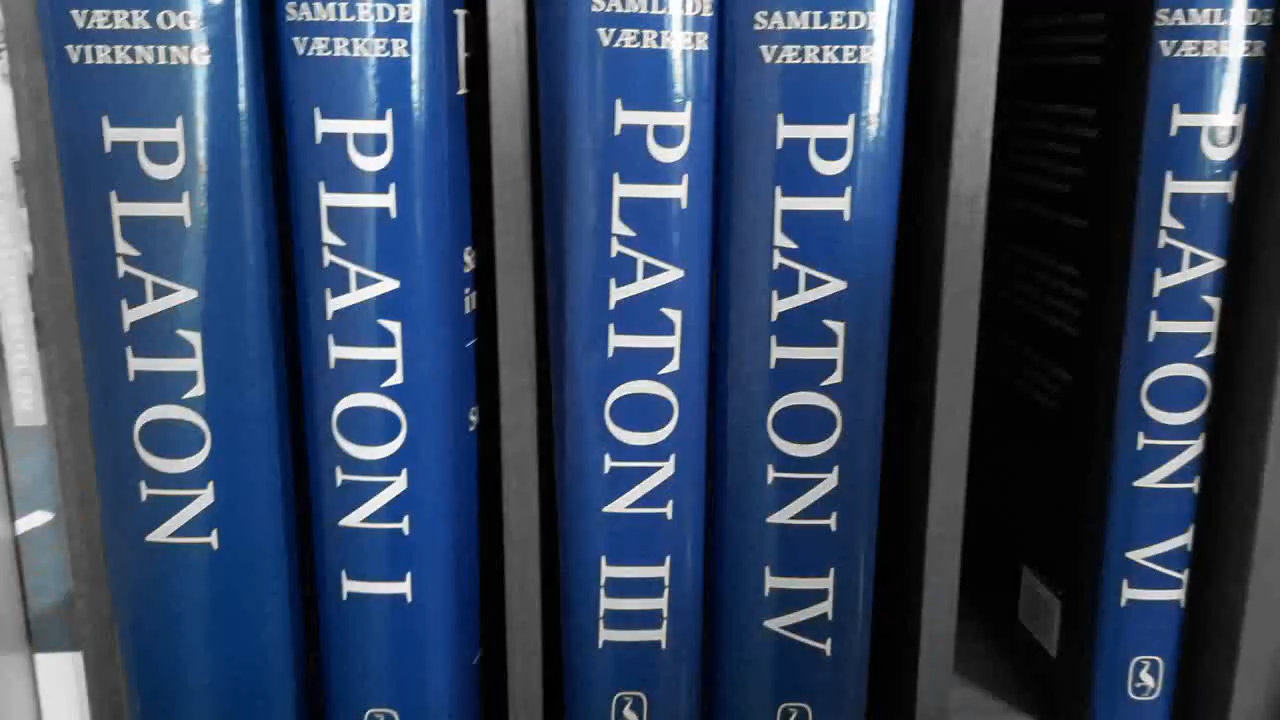 VÆRK OG
VIRKNING
PLATON
SAMLEDE
VÆRKER
PLATON I
SAMLEDE
VÆRKER
PLATON III
SAMLEDE
VÆRKER
PLATON IV
SAMLEDE
VÆRKER
PLATON VI